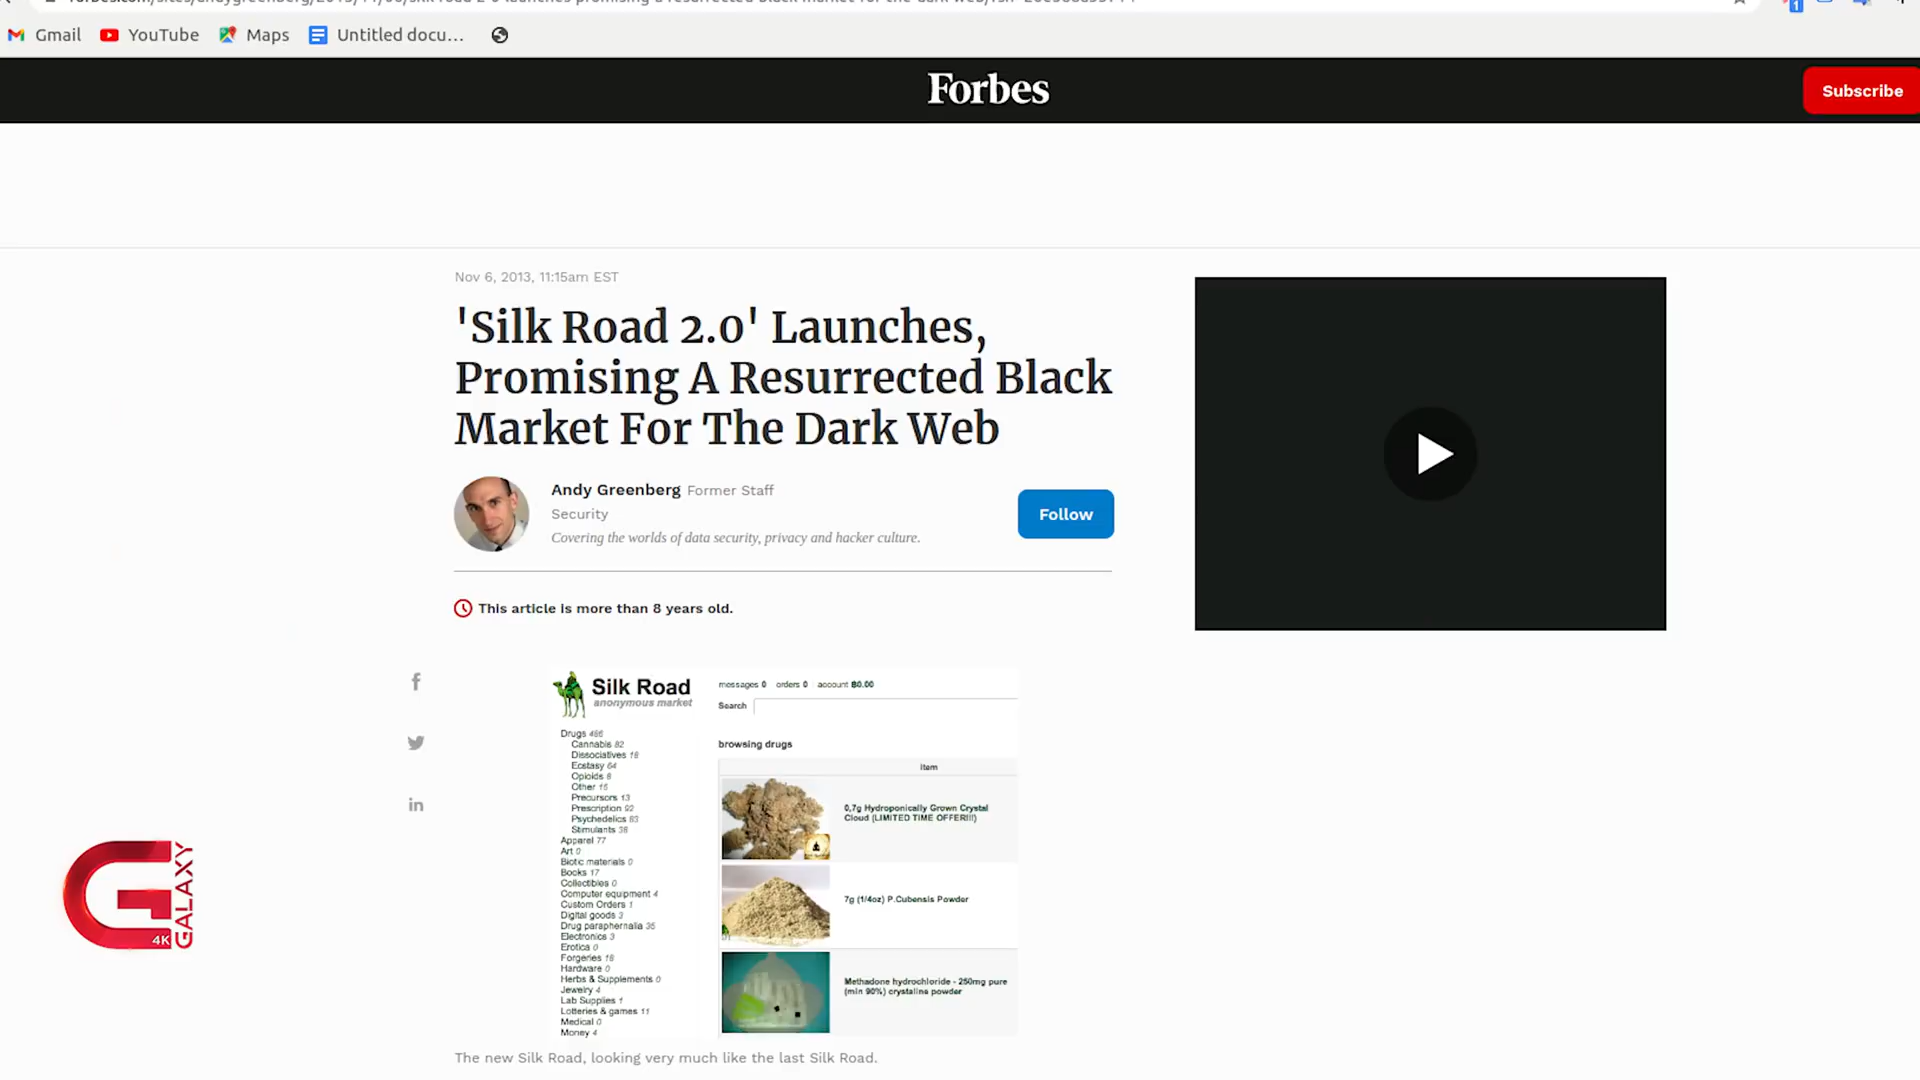 Gmail
YouTube
Maps
Untitled docu...
Forbes
Subscribe
Nov 6, 2013, 11:15am EST
'Silk Road 2.0' Launches,
Promising A Resurrected Black
Market For The Dark Web
Andy Greenberg Former Staff
Security
Covering the worlds of data security, privacy and hacker culture.
Follow
This article is more than 8 years old.
Silk Road
anonymous market
messages 0 orders 0 account ฿0.00
Search
Drugs 486
Cannabis 82
Dissociatives 16
Ecstasy 64
Opioids 8
Other 15
Precursors 13
Prescription 92
Psychedelics 83
Stimulants 38
Apparel 77
Art 0
Biotic materials 0
Books 17
Collectibles 0
Computer equipment 4
Custom Orders 1
Digital goods 3
Drug paraphernalia 35
Electronics 3
Erotica 0
Forgeries 18
Hardware 0
Herbs & Supplements 0
Jewelry 4
Lab Supplies 1
Lotteries & games 11
Medical 0
Money 4
browsing drugs
Item
0,7g Hydroponically Grown Crystal
Cloud (LIMITED TIME OFFER!!!)
7g (1/4oz) P.Cubensis Powder
Methadone hydrochloride - 250mg pure
(min 90%) crystaline powder
The new Silk Road, looking very much like the last Silk Road.
GALAXY
4K